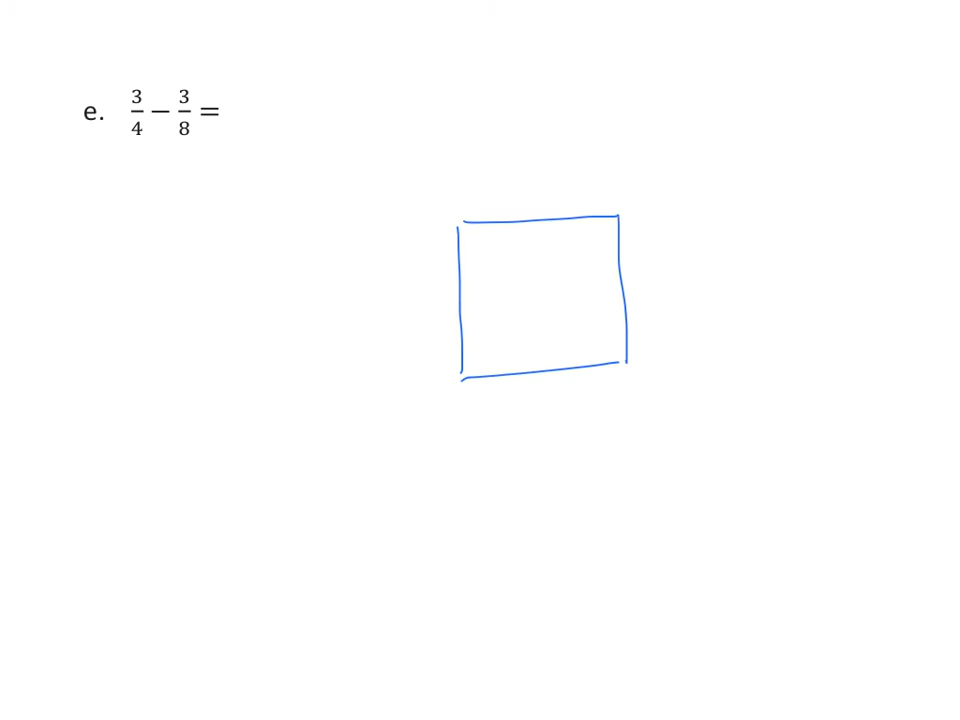 e. 3/4 − 3/8 =